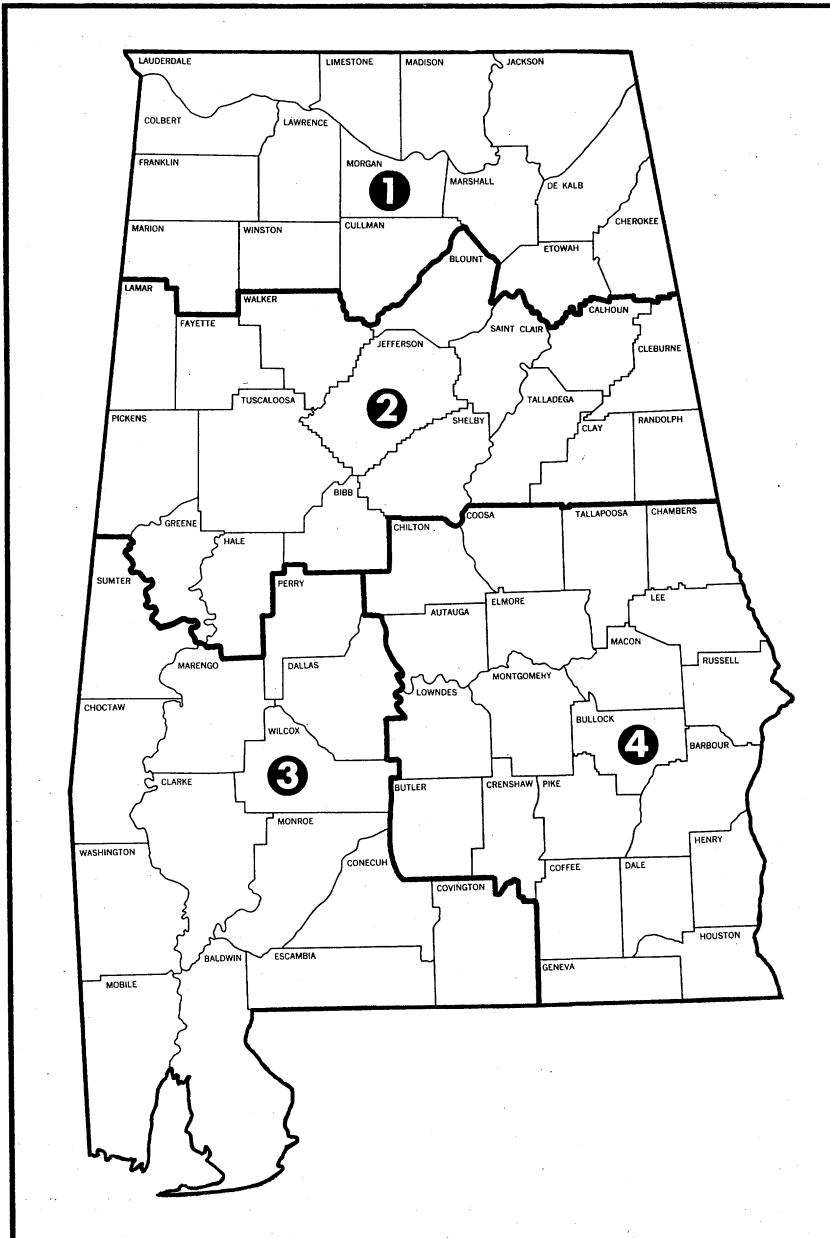 LAUDERDALE
LIMESTONE
MADISON
JACKSON
COLBERT
LAWRENCE
FRANKLIN
MORGAN
1
MARSHALL
DE KALB
MARION
WINSTON
CULLMAN
CHEROKEE
ETOWAH
BLOUNT
LAMAR
WALKER
CALHOUN
FAYETTE
SAINT CLAIR
JEFFERSON
CLEBURNE
TUSCALOOSA
2
TALLADEGA
PICKENS
SHELBY
CLAY
RANDOLPH
BIBB
GREENE
CHILTON
COOSA
TALLAPOOSA
CHAMBERS
HALE
SUMTER
PERRY
LEE
AUTAUGA
ELMORE
MACON
MARENGO
DALLAS
RUSSELL
MONTGOMERY
LOWNDES
CHOCTAW
WILCOX
BULLOCK
4
BARBOUR
3
CLARKE
BUTLER
CRENSHAW
PIKE
MONROE
WASHINGTON
HENRY
CONECUH
COFFEE
DALE
COVINGTON
HOUSTON
BALDWIN
ESCAMBIA
GENEVA
MOBILE